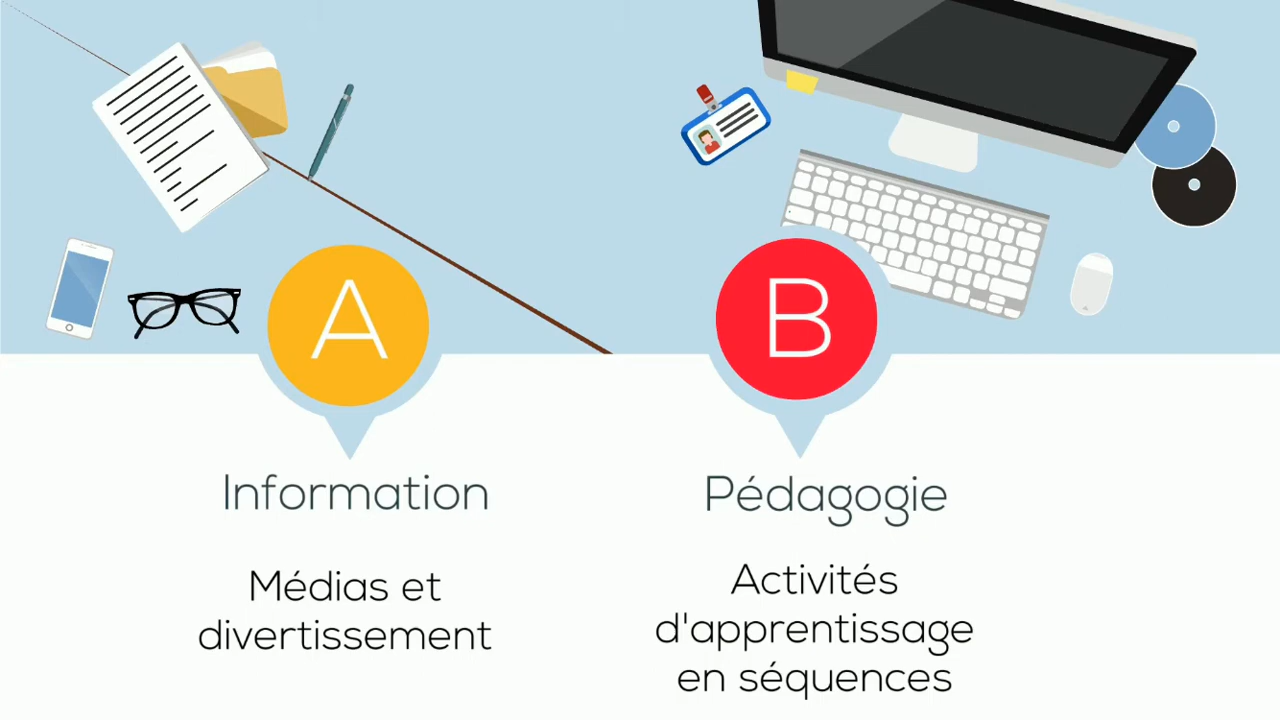 A
B
Information
Pédagogie
Médias et
divertissement
Activités
d'apprentissage
en séquences